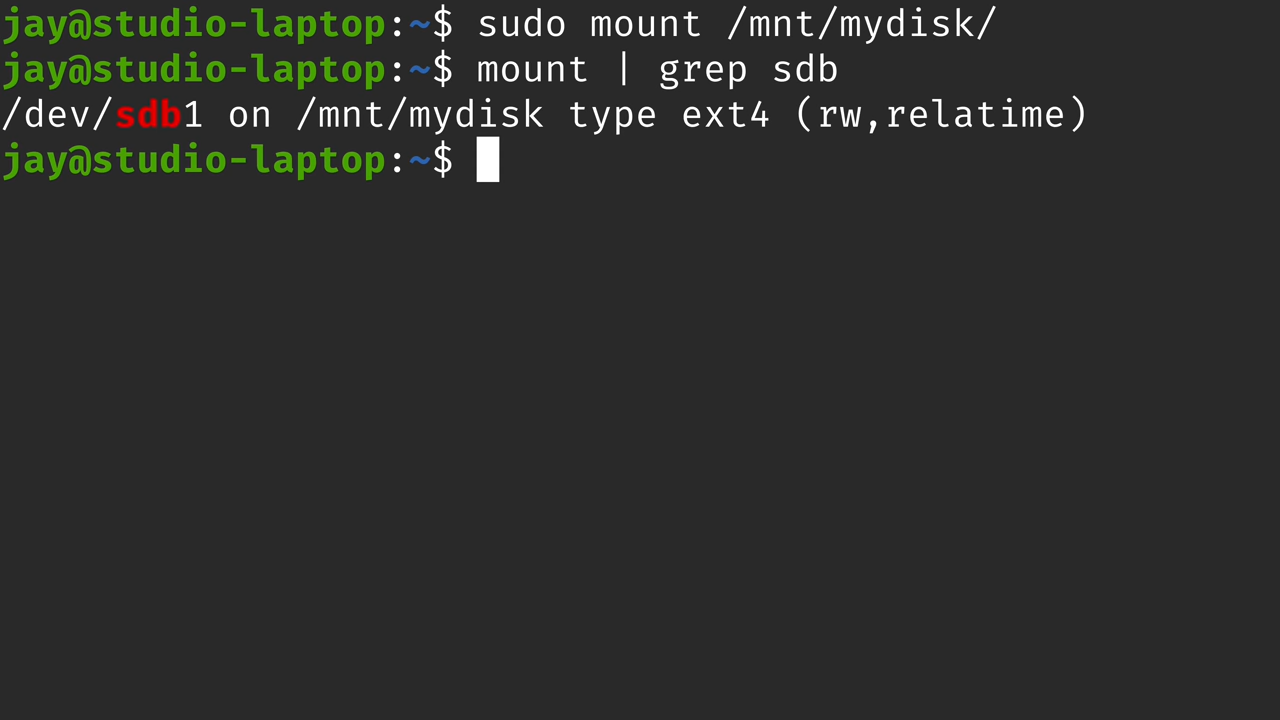 jay@studio-laptop:~$ sudo mount /mnt/mydisk/
jay@studio-laptop:~$ mount | grep sdb
/dev/sdb1 on /mnt/mydisk type ext4 (rw,relatime)
jay@studio-laptop:~$